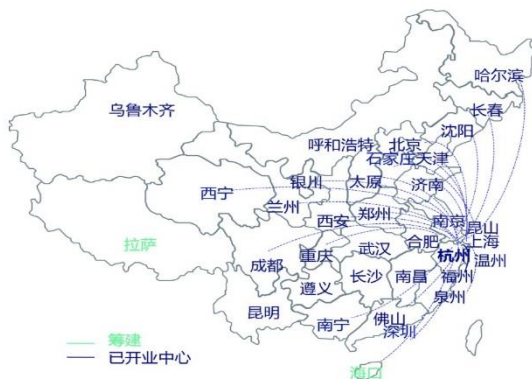 哈尔滨
长春
乌鲁木齐
沈阳
呼和浩特
北京
石家庄
天津
银川
太原
济南
西宁
兰州
西安
郑州
南京
昆山
拉萨
合肥
上海
成都
重庆
武汉
杭州
温州
遵义
长沙
南昌
福州
昆明
泉州
南宁
佛山
深圳
筹建
已开业中心
海口